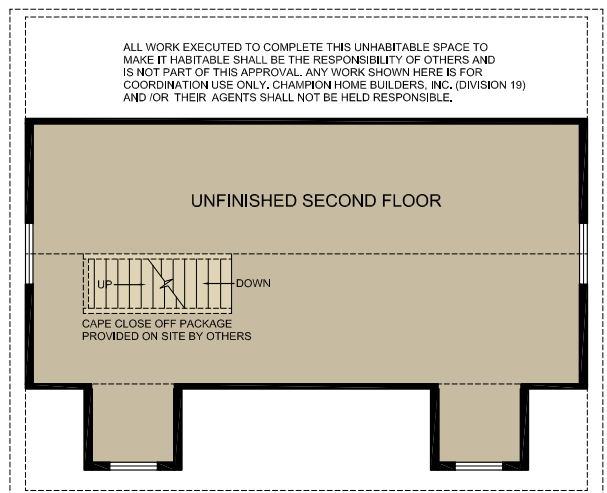 ALL WORK EXECUTED TO COMPLETE THIS UNHABITABLE SPACE TO
MAKE IT HABITABLE SHALL BE THE RESPONSIBILITY OF OTHERS AND
IS NOT PART OF THIS APPROVAL. ANY WORK SHOWN HERE IS FOR
COORDINATION USE ONLY. CHAMPION HOME BUILDERS, INC. (DIVISION 19)
AND /OR THEIR AGENTS SHALL NOT BE HELD RESPONSIBLE.
UNFINISHED SECOND FLOOR
UP
DOWN
CAPE CLOSE OFF PACKAGE
PROVIDED ON SITE BY OTHERS